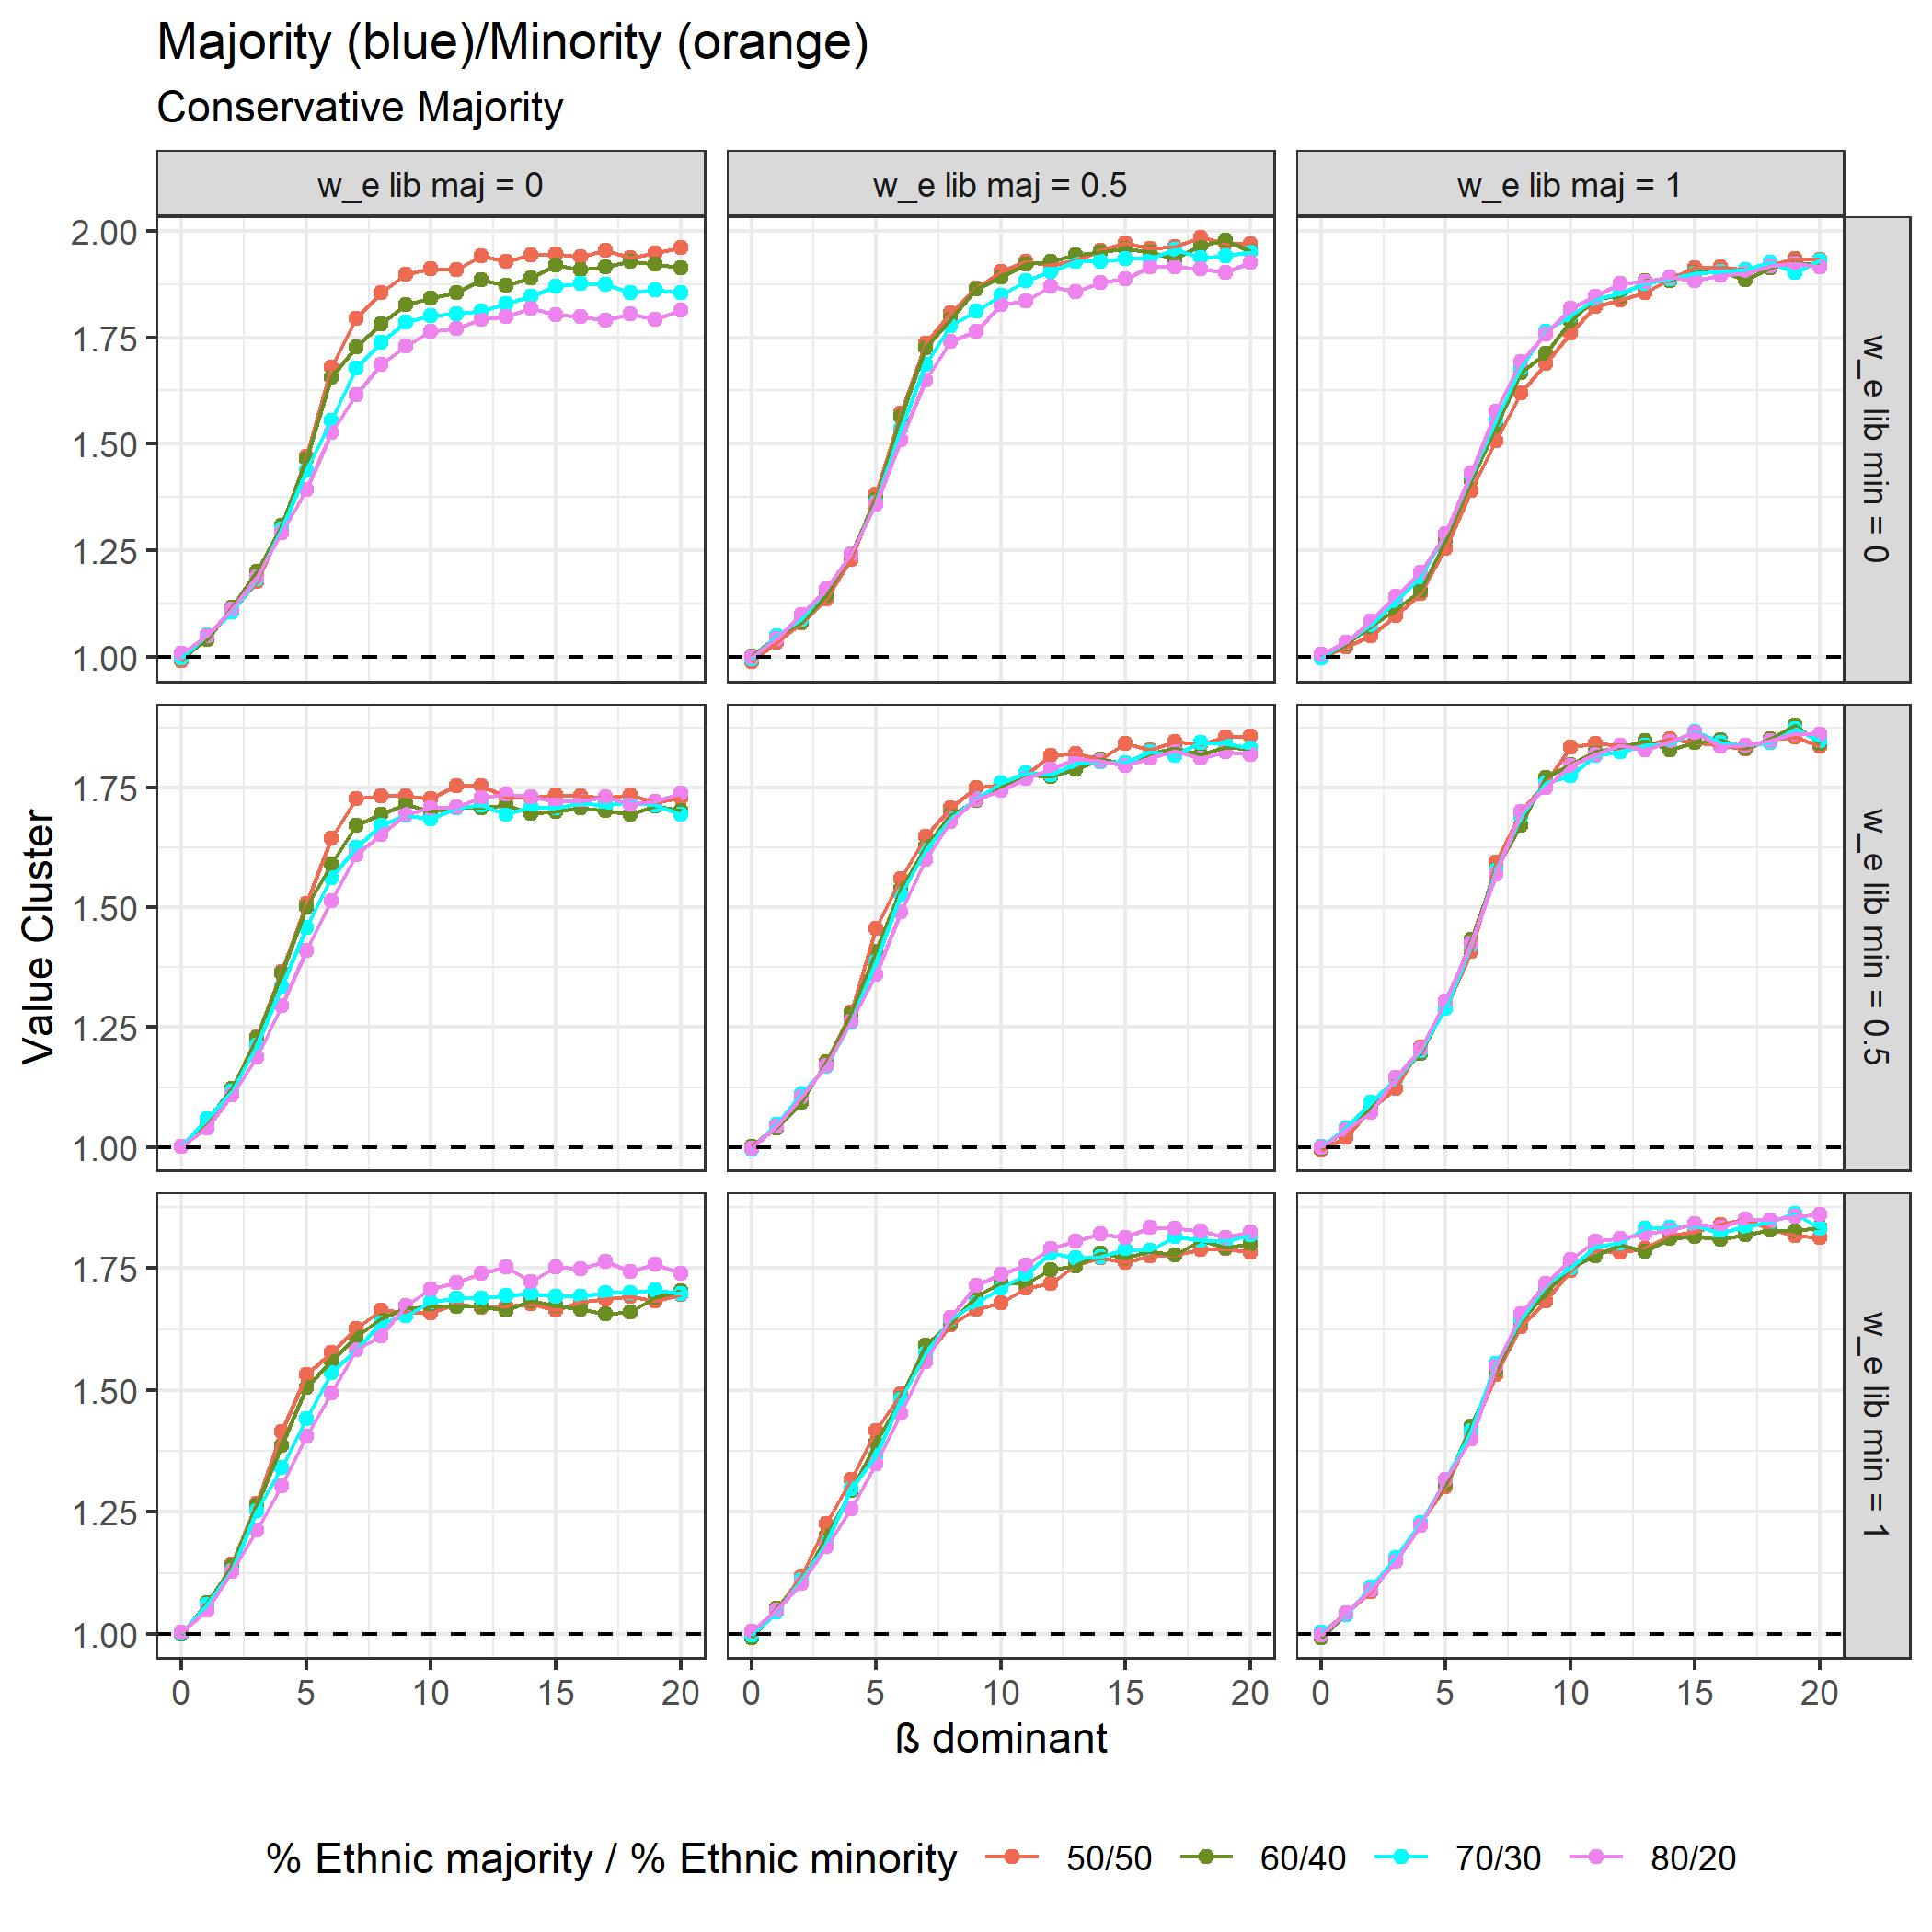 Majority (blue)/Minority (orange)
Conservative Majority
w_e lib maj = 0
w_e lib maj = 0.5
w_e lib maj = 1
2.00
1.75
1.50
1.25
1.00
w_e lib min = 0
1.75
1.50
1.25
1.00
w_e lib min = 0.5
Value Cluster
1.75
1.50
1.25
1.00
w_e lib min = 1
0 5 10 15 20
0 5 10 15 20
0 5 10 15 20
ß dominant
% Ethnic majority / % Ethnic minority 50/50 60/40 70/30 80/20